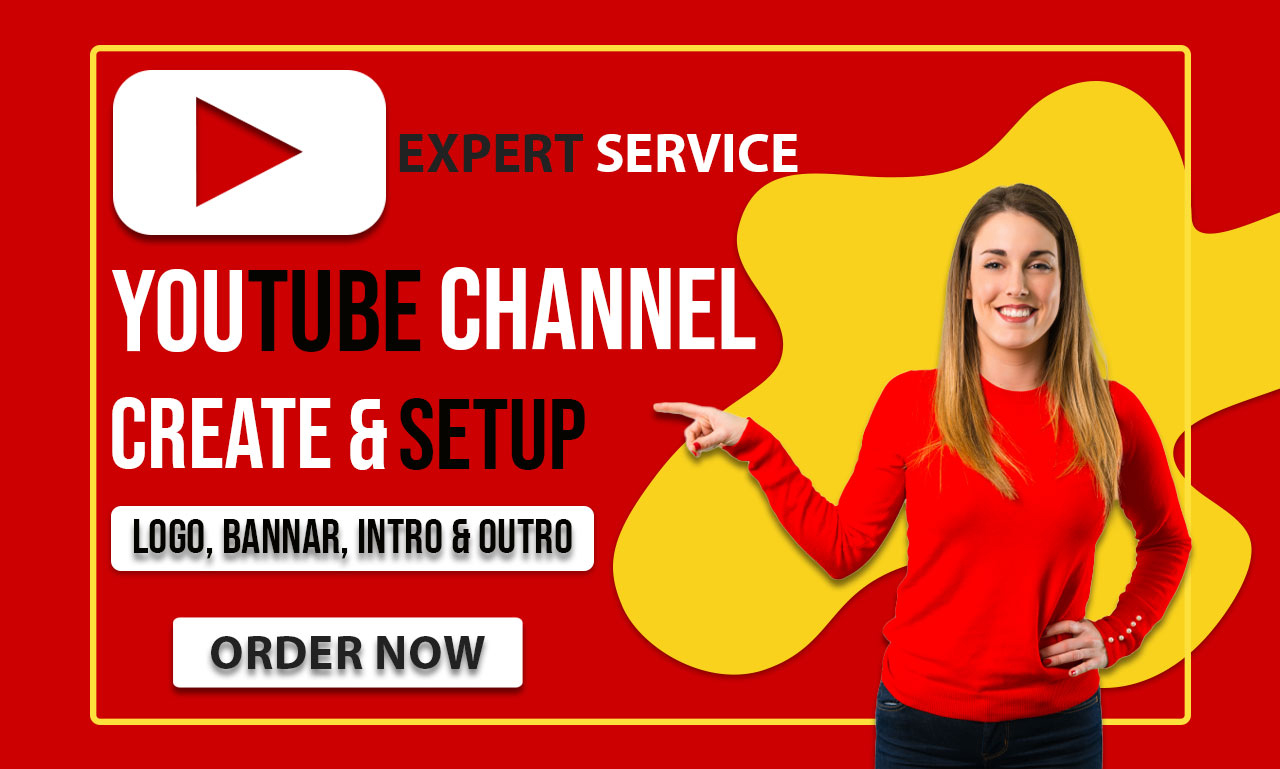 EXPERT SERVICE
YOUTUBE CHANNEL
CREATE & SETUP
LOGO, BANNAR, INTRO & OUTRO
ORDER NOW